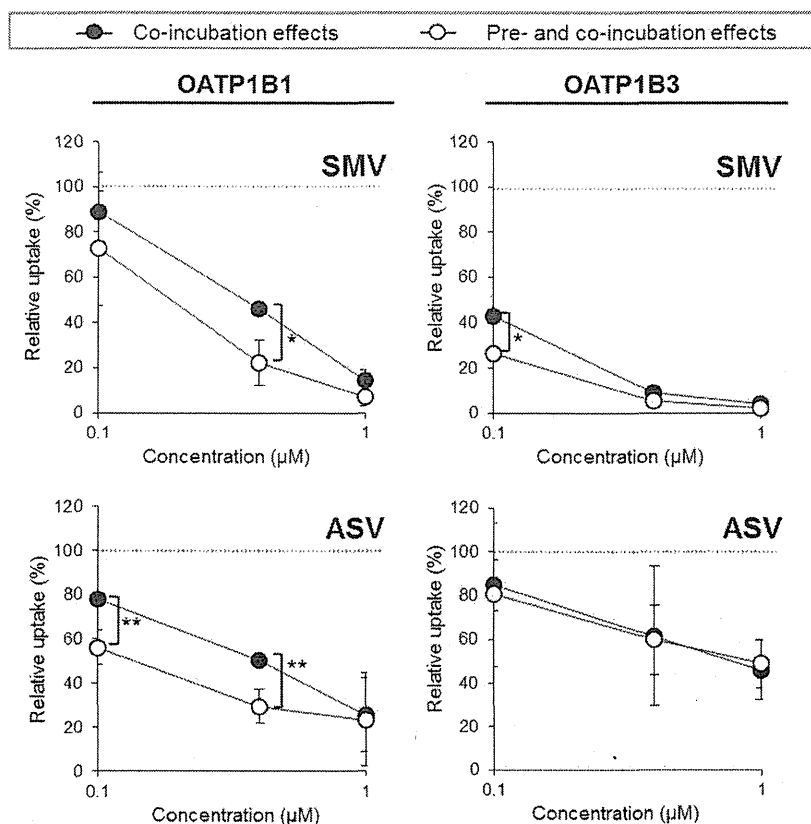 Co-incubation effects
Pre- and co-incubation effects
OATP1B1
OATP1B3
SMV
120
100
80
60
40
20
0
Relative uptake (%)
*
0.1
1
Concentration (µM)
SMV
120
100
80
60
40
20
0
Relative uptake (%)
*
0.1
1
Concentration (µM)
ASV
120
100
80
60
40
20
0
Relative uptake (%)
**
**
0.1
1
Concentration (µM)
ASV
120
100
80
60
40
20
0
Relative uptake (%)
0.1
1
Concentration (µM)